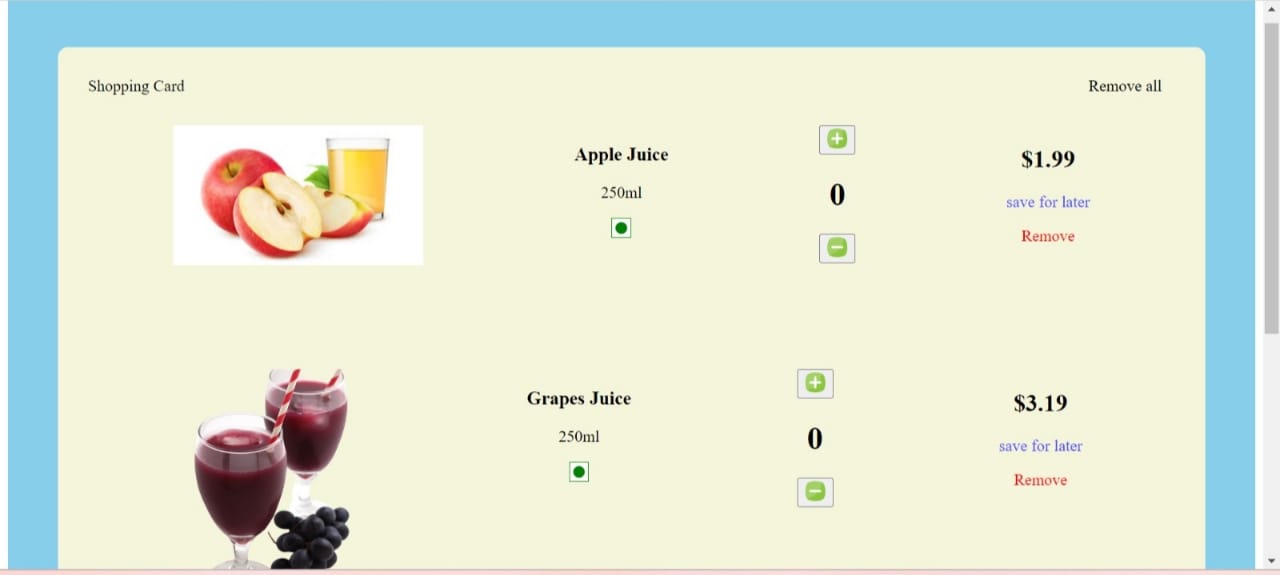 Shopping Card
Remove all
Apple Juice
250ml
0
$1.99
save for later
Remove
Grapes Juice
250ml
0
$3.19
save for later
Remove